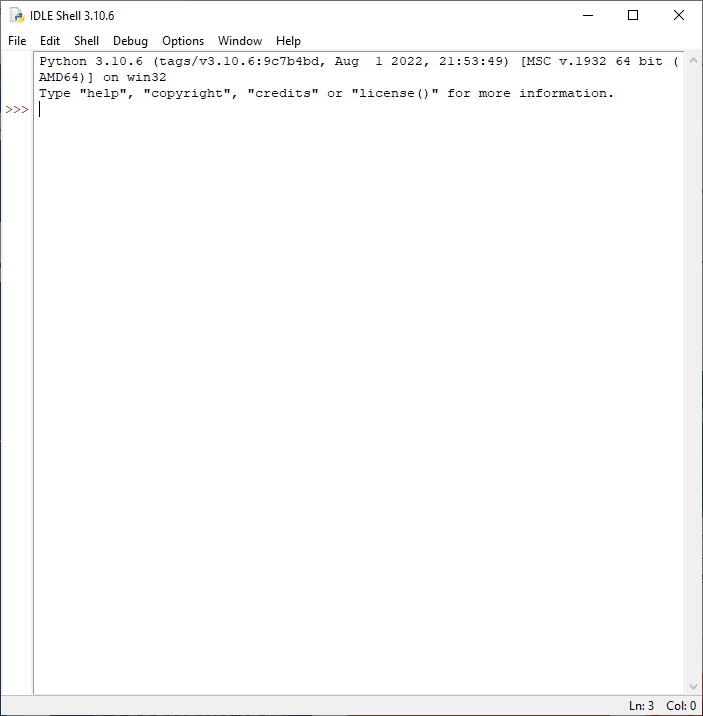 IDLE Shell 3.10.6
File Edit Shell Debug Options Window Help
Python 3.10.6 (tags/v3.10.6:9c7b4bd, Aug  1 2022, 21:53:49) [MSC v.1932 64 bit (
AMD64)] on win32
Type "help", "copyright", "credits" or "license()" for more information.
>>>
Ln: 3 Col: 0